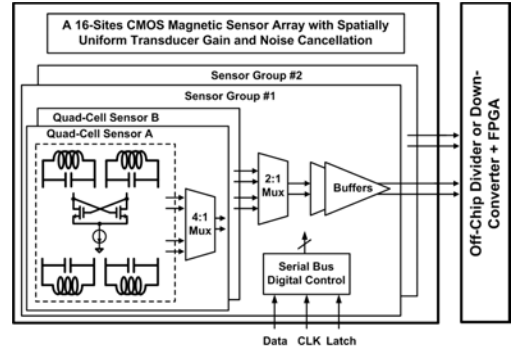 A 16-Sites CMOS Magnetic Sensor Array with Spatially
Uniform Transducer Gain and Noise Cancellation
Sensor Group #2
Sensor Group #1
Quad-Cell Sensor B
Quad-Cell Sensor A
4:1
Mux
2:1
Mux
Buffers
Serial Bus
Digital Control
Data CLK Latch
Off-Chip Divider or Down-
Converter + FPGA